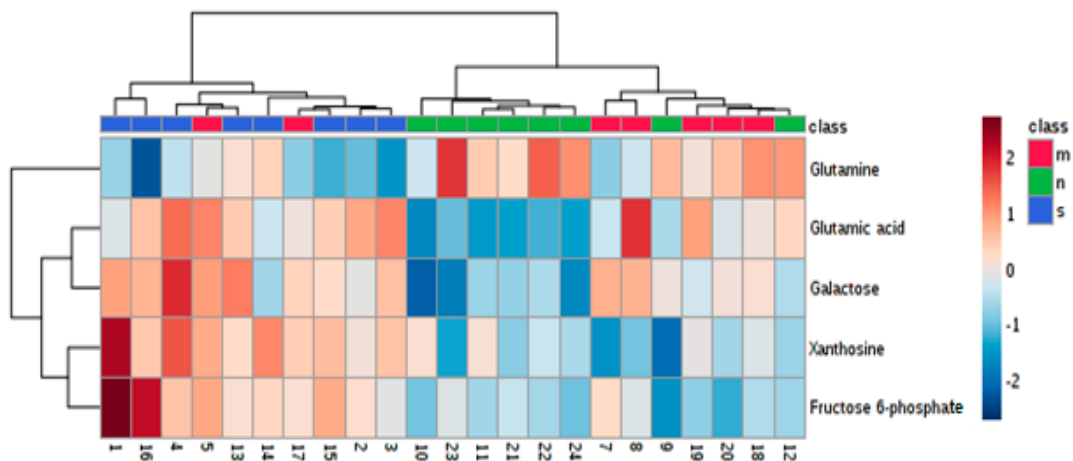 class
Glutamine
Glutamic acid
Galactose
Xanthosine
Fructose 6-phosphate
1 16 4 5 13 14 17 15 2 3 10 23 11 21 22 24 7 8 9 19 20 18 12
2
1
0
-1
-2
class
m
n
s